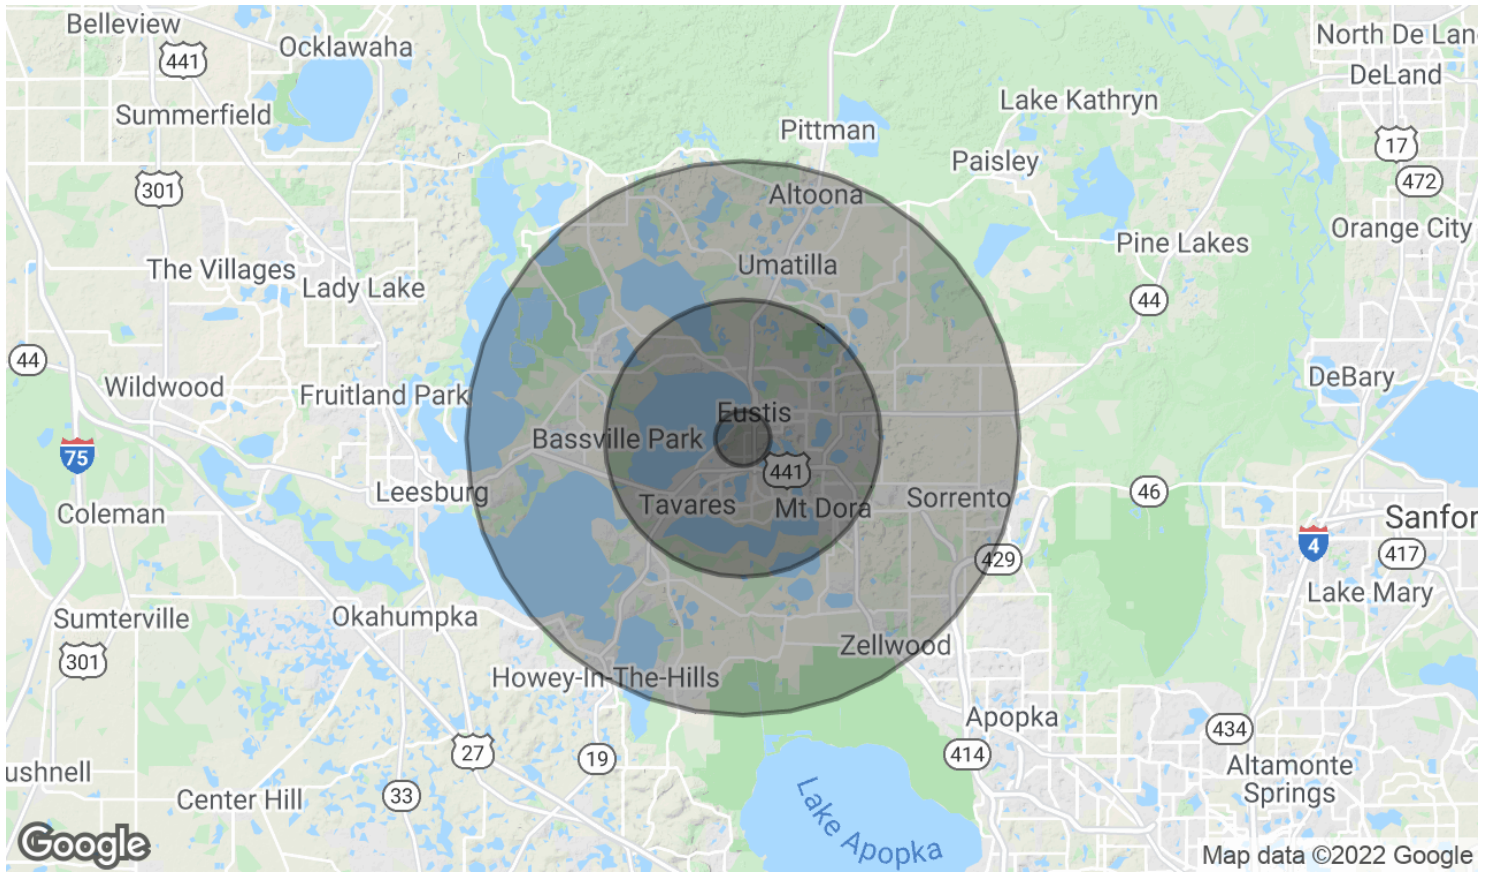 Belleview
441
Ocklawaha
North De Lan
DeLand
Summerfield
Lake Kathryn
Pittman
17
Paisley
472
301
Altoona
Orange City
Pine Lakes
The Villages
Lady Lake
Umatilla
44
44
Wildwood
Fruitland Park
DeBary
Eustis
Bassville Park
75
441
Leesburg
Tavares
Mt Dora
Sorrento
46
Coleman
Sanfor
4
417
429
Lake Mary
Sumterville
Okahumpka
301
Zellwood
Howey-In-The-Hills
Apopka
434
27
19
414
ushnell
Altamonte
Springs
Center Hill
33
Lake Apopka
Google
Map data ©2022 Google